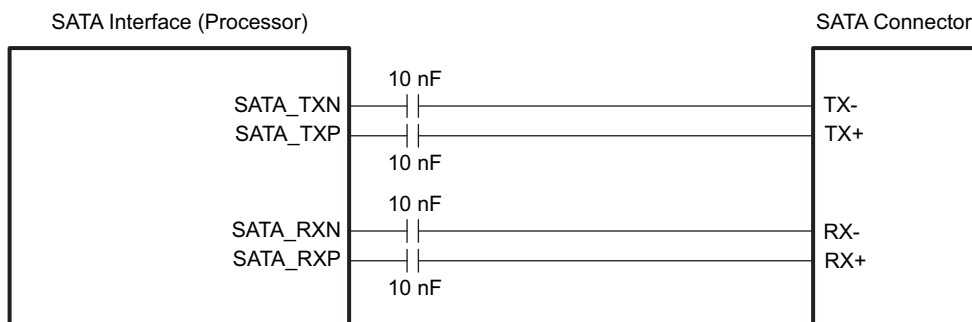 SATA Interface (Processor)
SATA Connector
10 nF
SATA_TXN
TX-
SATA_TXP
TX+
10 nF
10 nF
SATA_RXN
RX-
SATA_RXP
RX+
10 nF